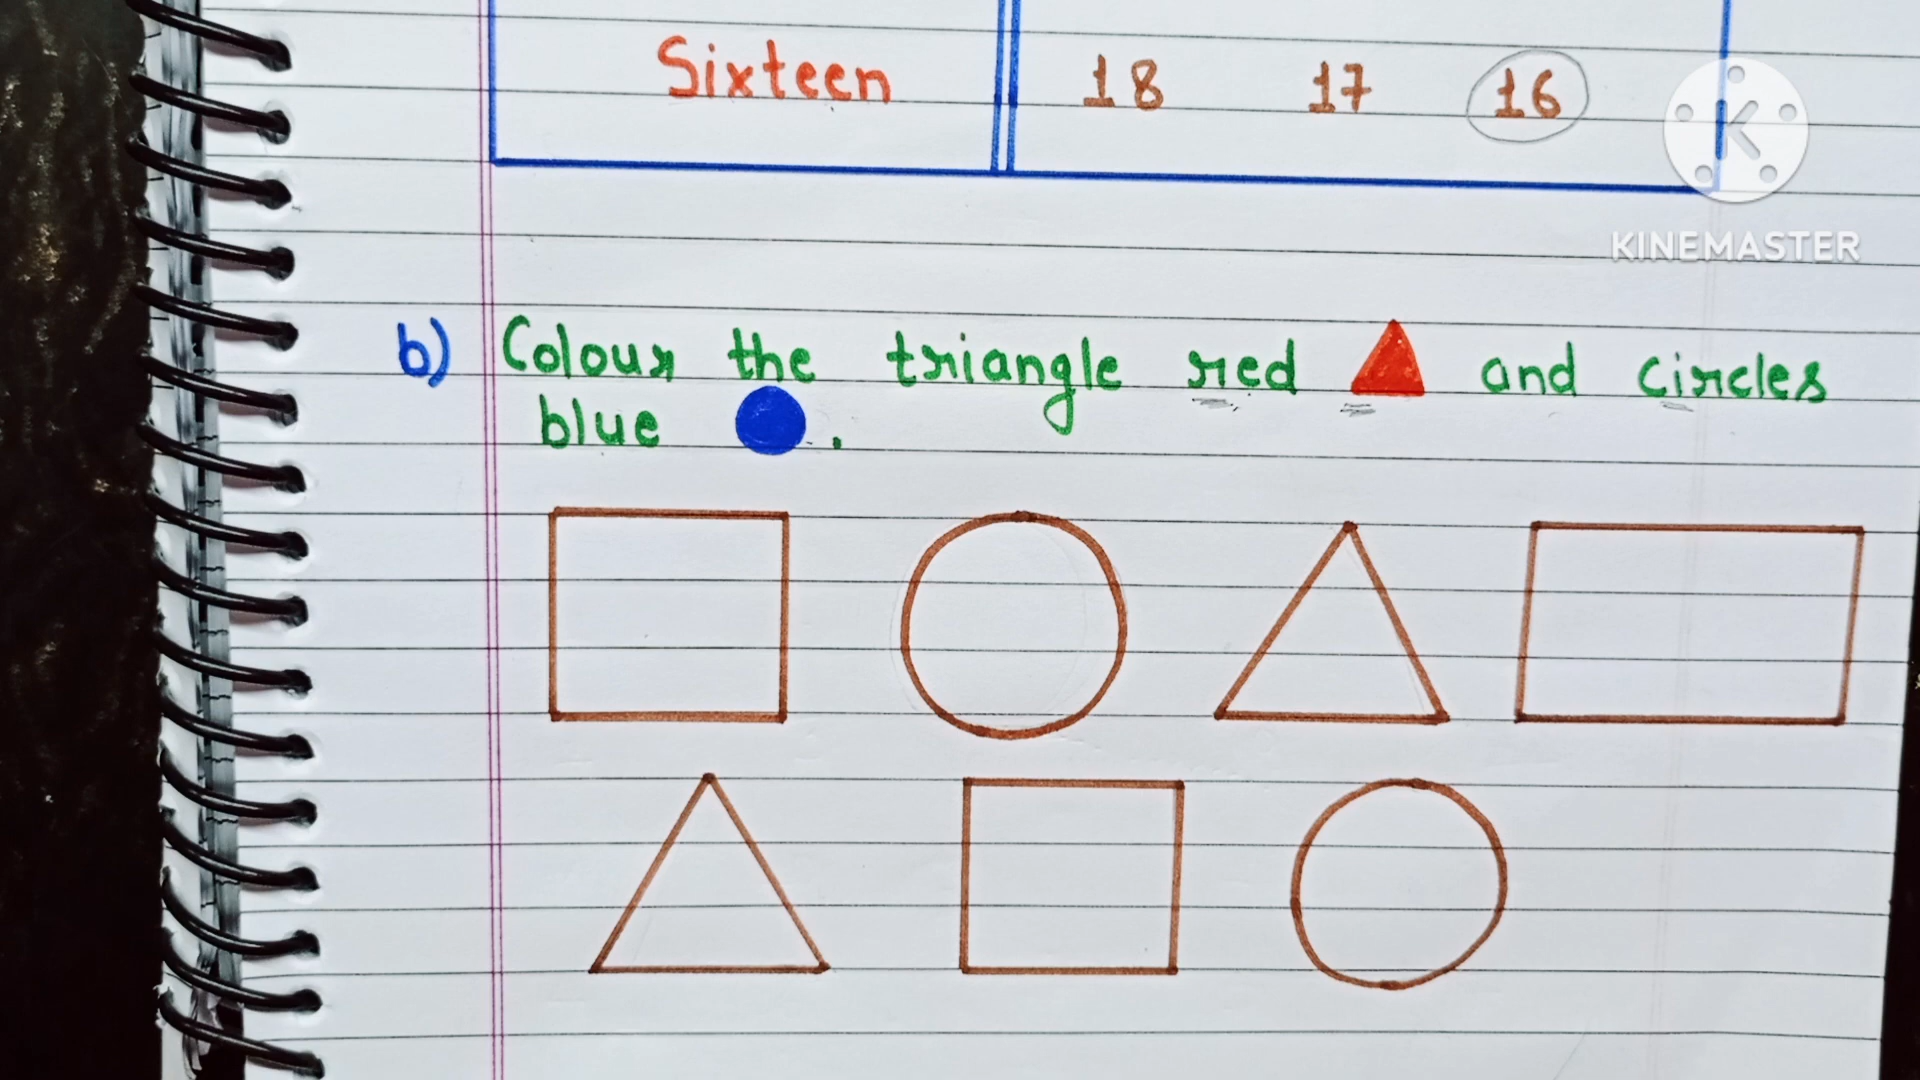 Sixteen 18 17 16
K
KINEMASTER
b) Colour the triangle red and circles
blue .